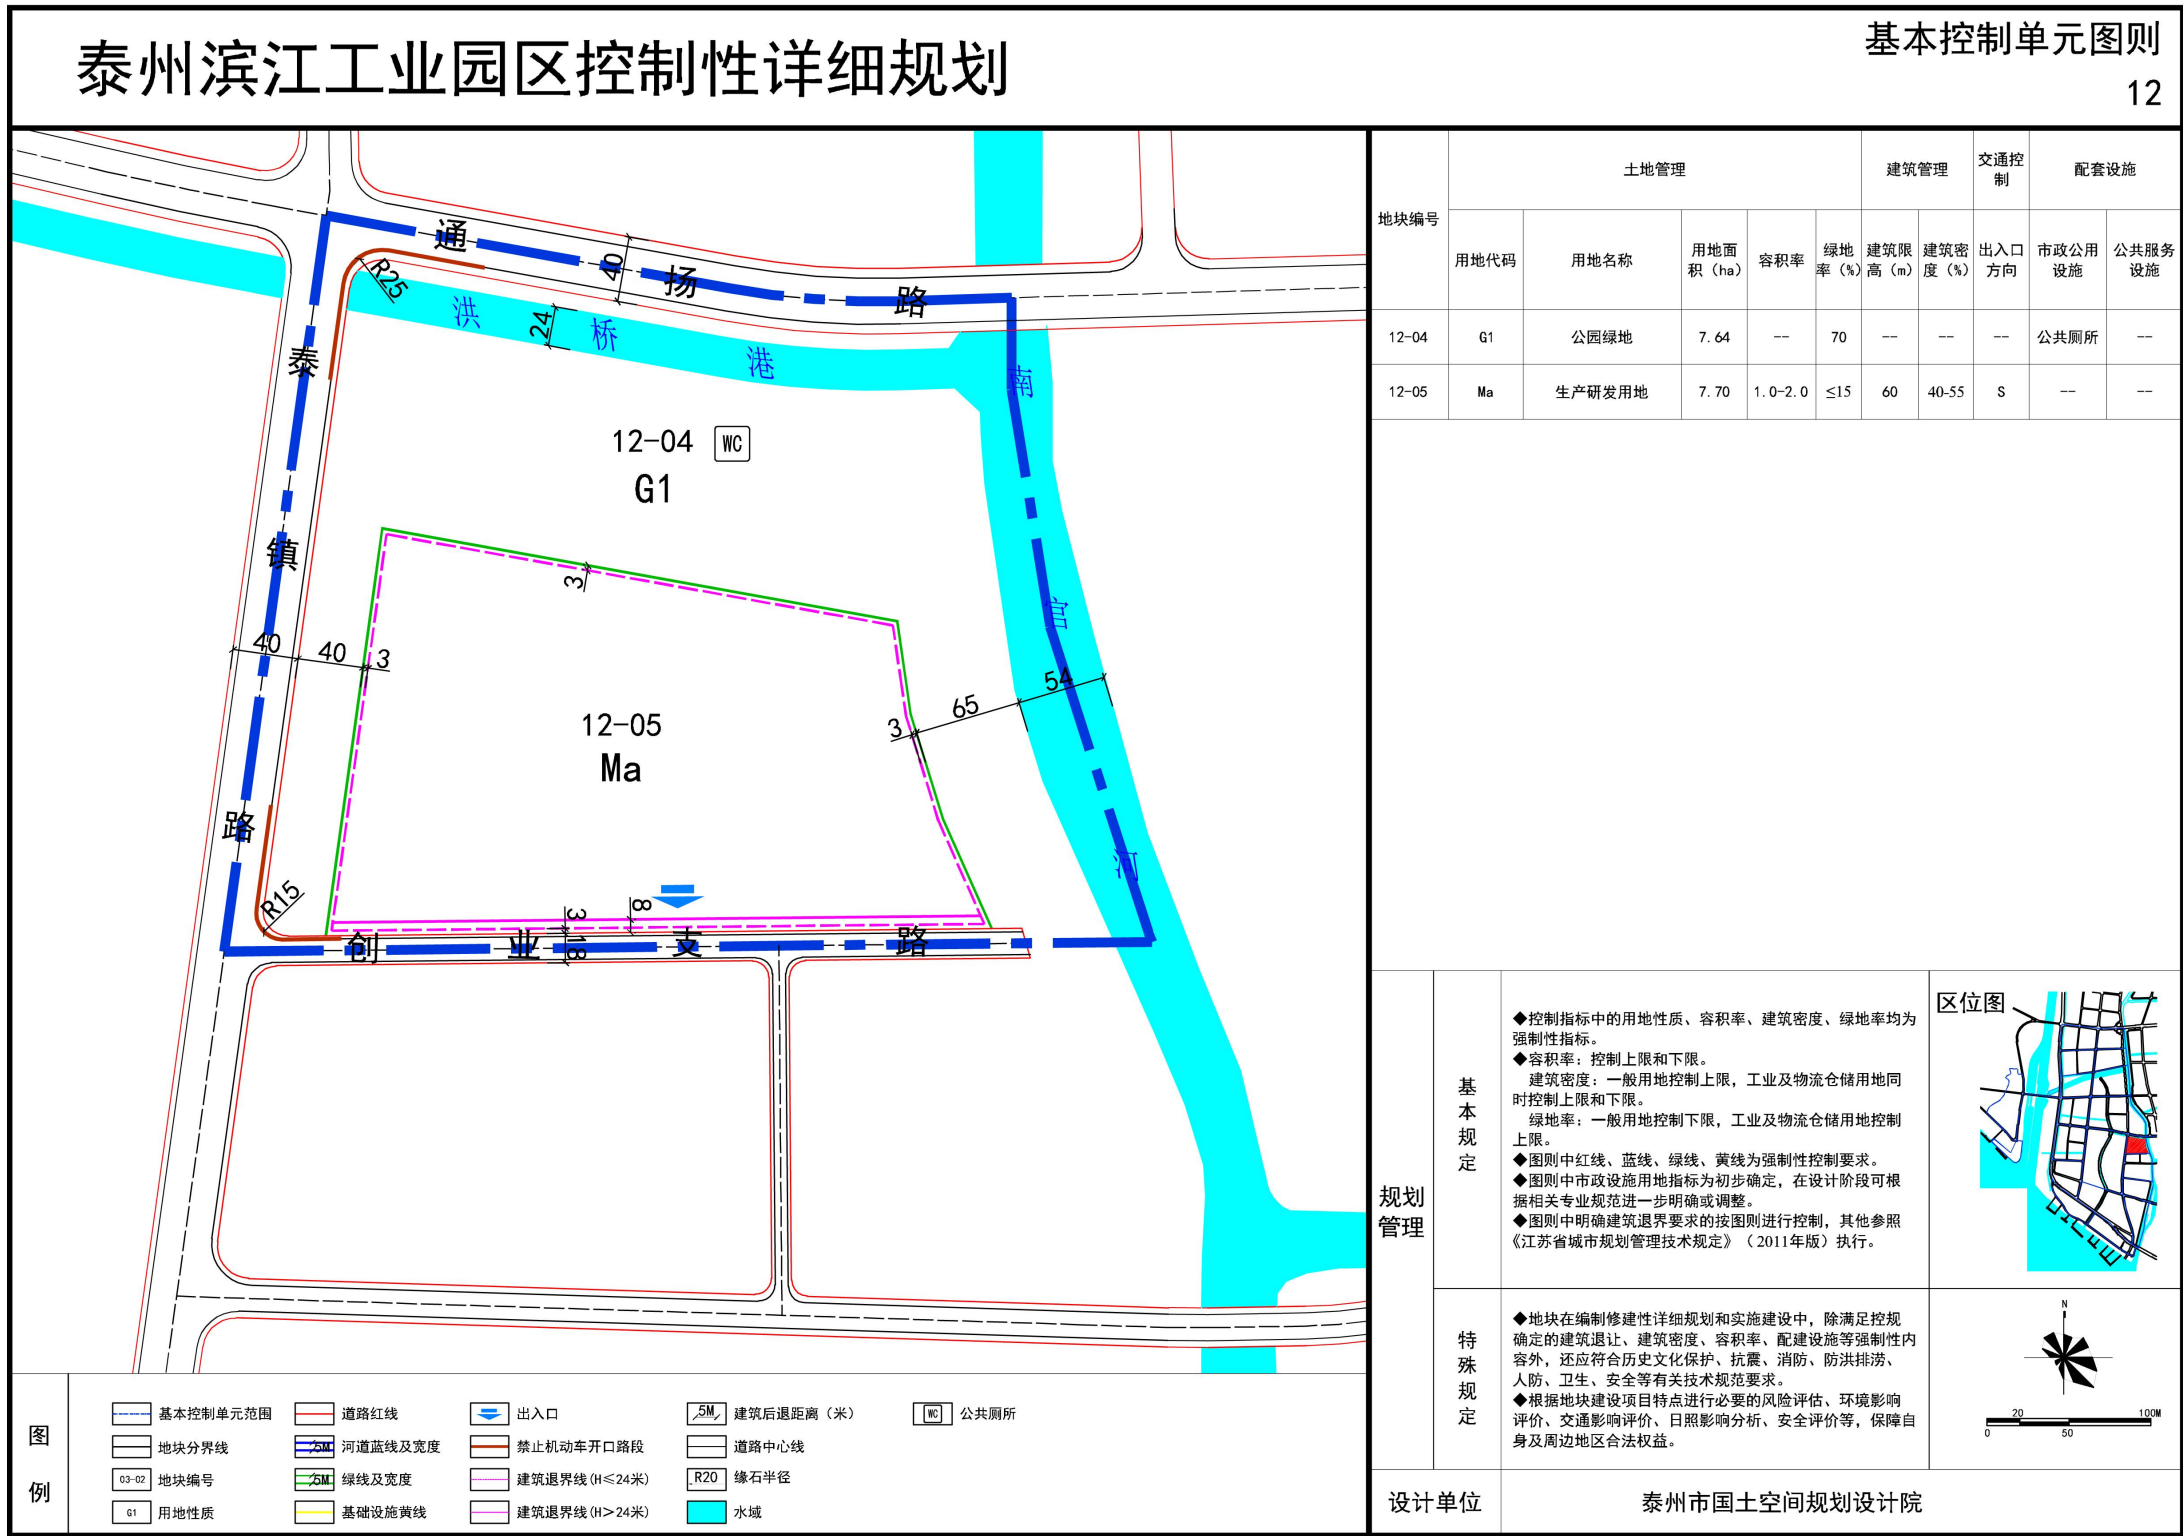 泰州滨江工业园区控制性详细规划
基本控制单元图则
12
通扬路
洪桥港
泰镇路
南官河
创业支路
R25
40
24
12-04 WC
G1
3
40 40 3
54
65
3
12-05
Ma
R15
3
8
18
地块编号
土地管理
建筑管理
交通控
制
配套设施
用地代码
用地名称
用地面
积（ha）
容积率
绿地
率（%）
建筑限
高（m）
建筑密
度（%）
出入口
方向
市政公用
设施
公共服务
设施
12-04 G1 公园绿地 7.64 -- 70 -- -- -- 公共厕所 --
12-05 Ma 生产研发用地 7.70 1.0-2.0 ≤15 60 40-55 S -- --
规划
管理
基本规定
◆控制指标中的用地性质、容积率、建筑密度、绿地率均为
强制性指标。
◆容积率：控制上限和下限。
建筑密度：一般用地控制上限，工业及物流仓储用地同
时控制上限和下限。
绿地率：一般用地控制下限，工业及物流仓储用地控制
上限。
◆图则中红线、蓝线、绿线、黄线为强制性控制要求。
◆图则中市政设施用地指标为初步确定，在设计阶段可根
据相关专业规范进一步明确或调整。
◆图则中明确建筑退界要求的按图则进行控制，其他参照
《江苏省城市规划管理技术规定》（2011年版）执行。
区位图
特殊规定
◆地块在编制修建性详细规划和实施建设中，除满足控规
确定的建筑退让、建筑密度、容积率、配建设施等强制性内
容外，还应符合历史文化保护、抗震、消防、防洪排涝、
人防、卫生、安全等有关技术规范要求。
◆根据地块建设项目特点进行必要的风险评估、环境影响
评价、交通影响评价、日照影响分析、安全评价等，保障自
身及周边地区合法权益。
N
20 100M
0 50
设计单位
泰州市国土空间规划设计院
图例
基本控制单元范围
道路红线
出入口
5M 建筑后退距离（米）
WC 公共厕所
地块分界线
5M 河道蓝线及宽度
禁止机动车开口路段
道路中心线
03-02 地块编号
5M 绿线及宽度
建筑退界线(H≤24米)
R20 缘石半径
G1 用地性质
基础设施黄线
建筑退界线(H＞24米)
水域